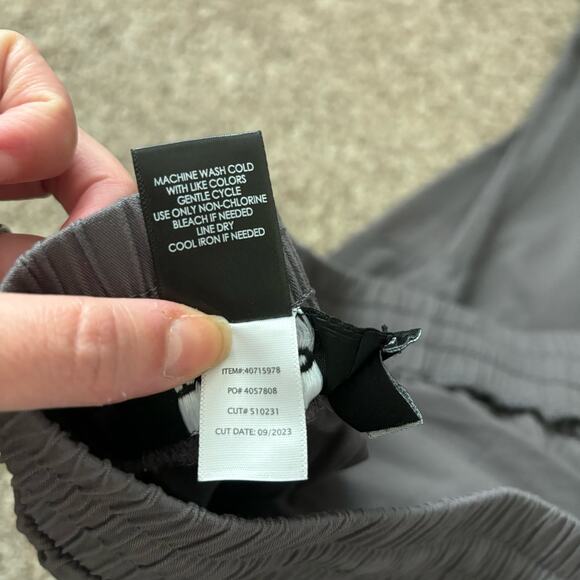 MACHINE WASH COLD
WITH LIKE COLORS
GENTLE CYCLE
USE ONLY NON-CHLORINE
BLEACH IF NEEDED
LINE DRY
COOL IRON IF NEEDED
ITEM#:40715978
PO# 4057808
CUT# 510231
CUT DATE: 09/2023